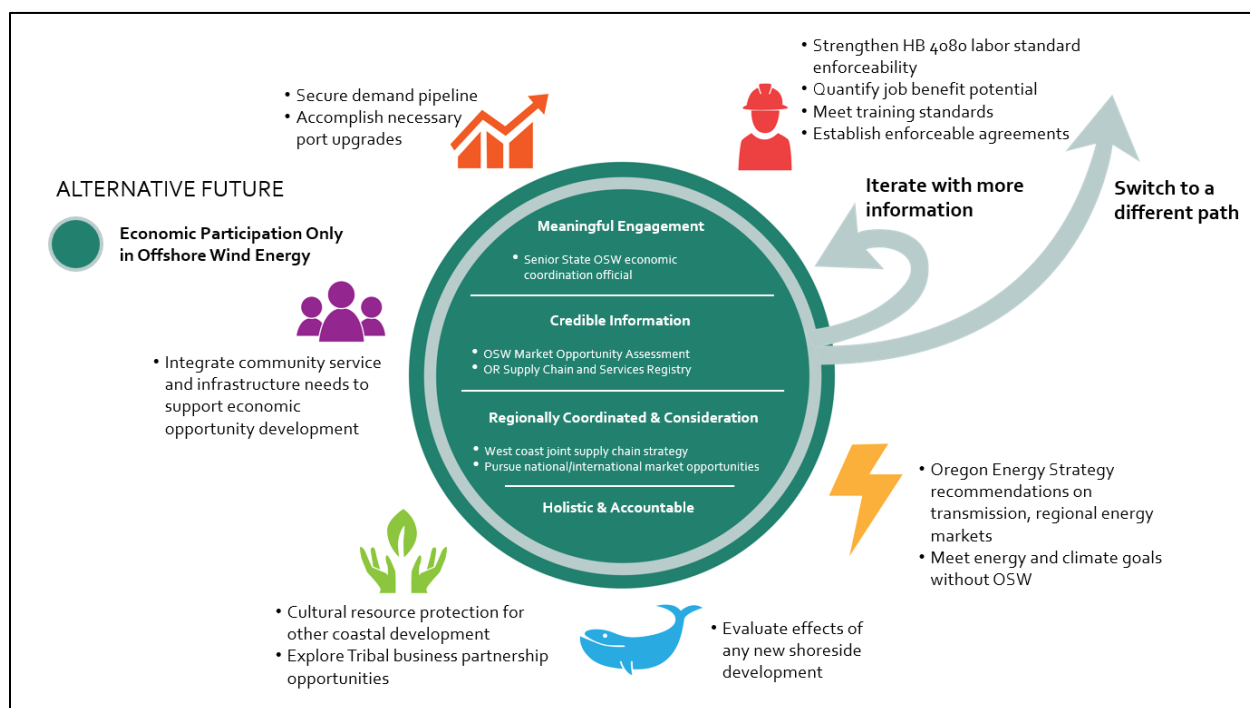 ALTERNATIVE FUTURE
Economic Participation Only
in Offshore Wind Energy
• Secure demand pipeline
• Accomplish necessary
port upgrades
• Strengthen HB 4080 labor standard
enforceability
• Quantify job benefit potential
• Meet training standards
• Establish enforceable agreements
Iterate with more
information
Switch to a
different path
Meaningful Engagement
• Senior State OSW economic
coordination official
Credible Information
• OSW Market Opportunity Assessment
• OR Supply Chain and Services Registry
Regionally Coordinated & Consideration
• West coast joint supply chain strategy
• Pursue national/international market opportunities
Holistic & Accountable
• Integrate community service
and infrastructure needs to
support economic
opportunity development
• Oregon Energy Strategy
recommendations on
transmission, regional energy
markets
• Meet energy and climate goals
without OSW
• Cultural resource protection for
other coastal development
• Explore Tribal business partnership
opportunities
• Evaluate effects of
any new shoreside
development